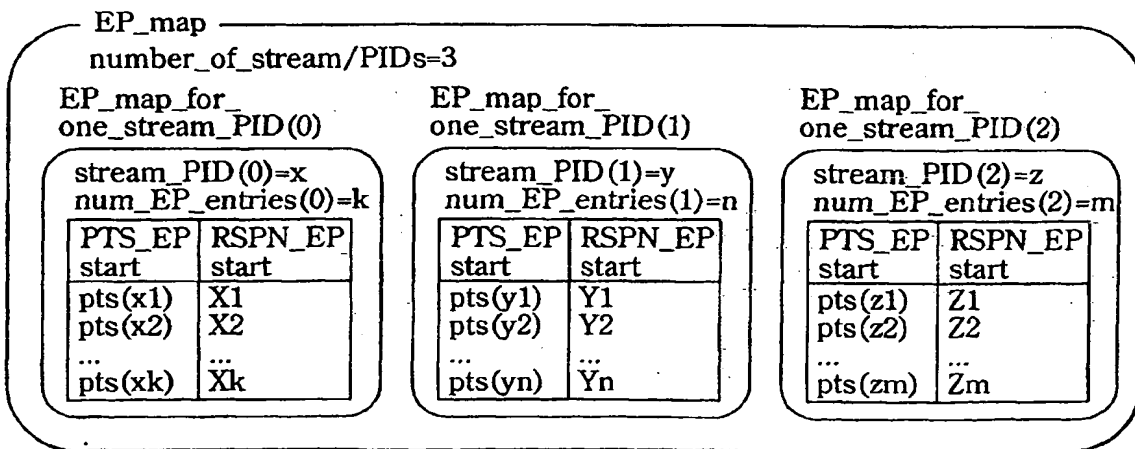 EP_map
number_of_stream/PIDs=3
EP_map_for_
one_stream_PID(0)
stream_PID(0)=x
num_EP_entries(0)=k
PTS_EP RSPN_EP
start start
pts(x1) X1
pts(x2) X2
... ...
pts(xk) Xk
EP_map_for_
one_stream_PID(1)
stream_PID(1)=y
num_EP_entries(1)=n
PTS_EP RSPN_EP
start start
pts(y1) Y1
pts(y2) Y2
... ...
pts(yn) Yn
EP_map_for_
one_stream_PID(2)
stream_PID(2)=z
num_EP_entries(2)=m
PTS_EP RSPN_EP
start start
pts(z1) Z1
pts(z2) Z2
... ...
pts(zm) Zm